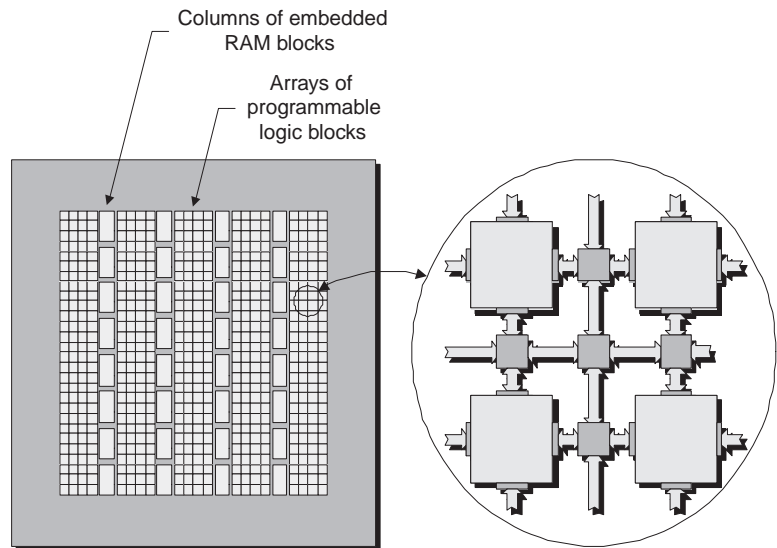 Columns of embedded
RAM blocks
Arrays of
programmable
logic blocks